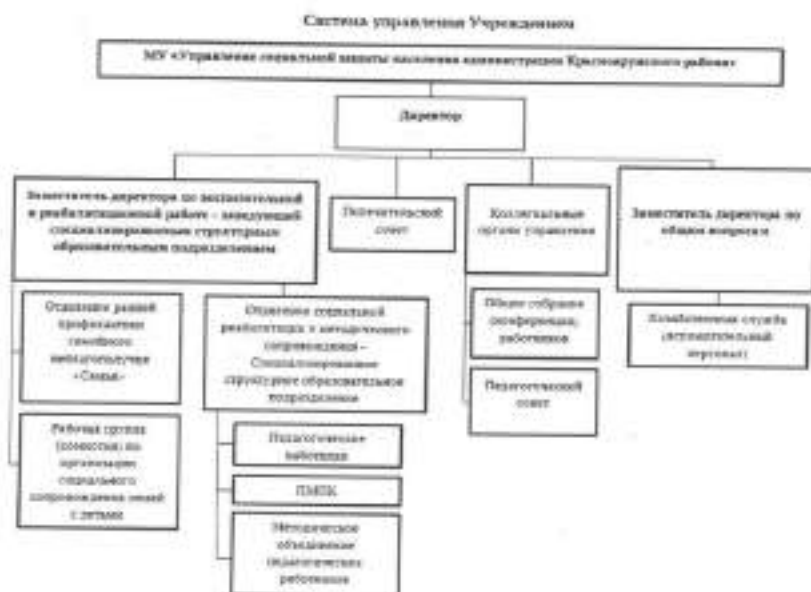 Система управления Учреждением
МУ «Управление социальной защиты населения администрации Краснояружского района»
Директор
Заместитель директора по воспитательной
и реабилитационной работе – заведующий
специализированным структурным
образовательным подразделением
Попечительский
совет
Коллегиальные
органы управления
Заместитель директора по
общим вопросам
Отделение ранней
профилактики
семейного
неблагополучия
«Семья»
Отделение социальной
реабилитации и методического
сопровождения –
Специализированное
структурное образовательное
подразделение
Общее собрание
(конференция)
работников
Хозяйственная служба
(вспомогательный
персонал)
Педагогический
совет
Рабочая группа
(комиссия) по
организации
социального
сопровождения семей
с детьми
Педагогические
работники
ПМПК
Методическое
объединение
педагогических
работников